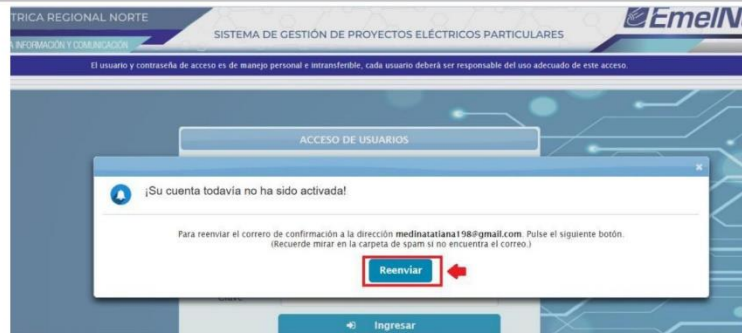 TRICA REGIONAL NORTE
A INFORMACIÓN Y COMUNICACIÓN
SISTEMA DE GESTIÓN DE PROYECTOS ELÉCTRICOS PARTICULARES
EmelN
El usuario y contraseña de acceso es de manejo personal e intransferible, cada usuario deberá ser responsable del uso adecuado de este acceso.
ACCESO DE USUARIOS
¡Su cuenta todavía no ha sido activada!
Para reenviar el correro de confirmación a la dirección medinatatiana198@gmail.com. Pulse el siguiente botón.
(Recuerde mirar en la carpeta de spam si no encuentra el correo.)
Reenviar
Ingresar